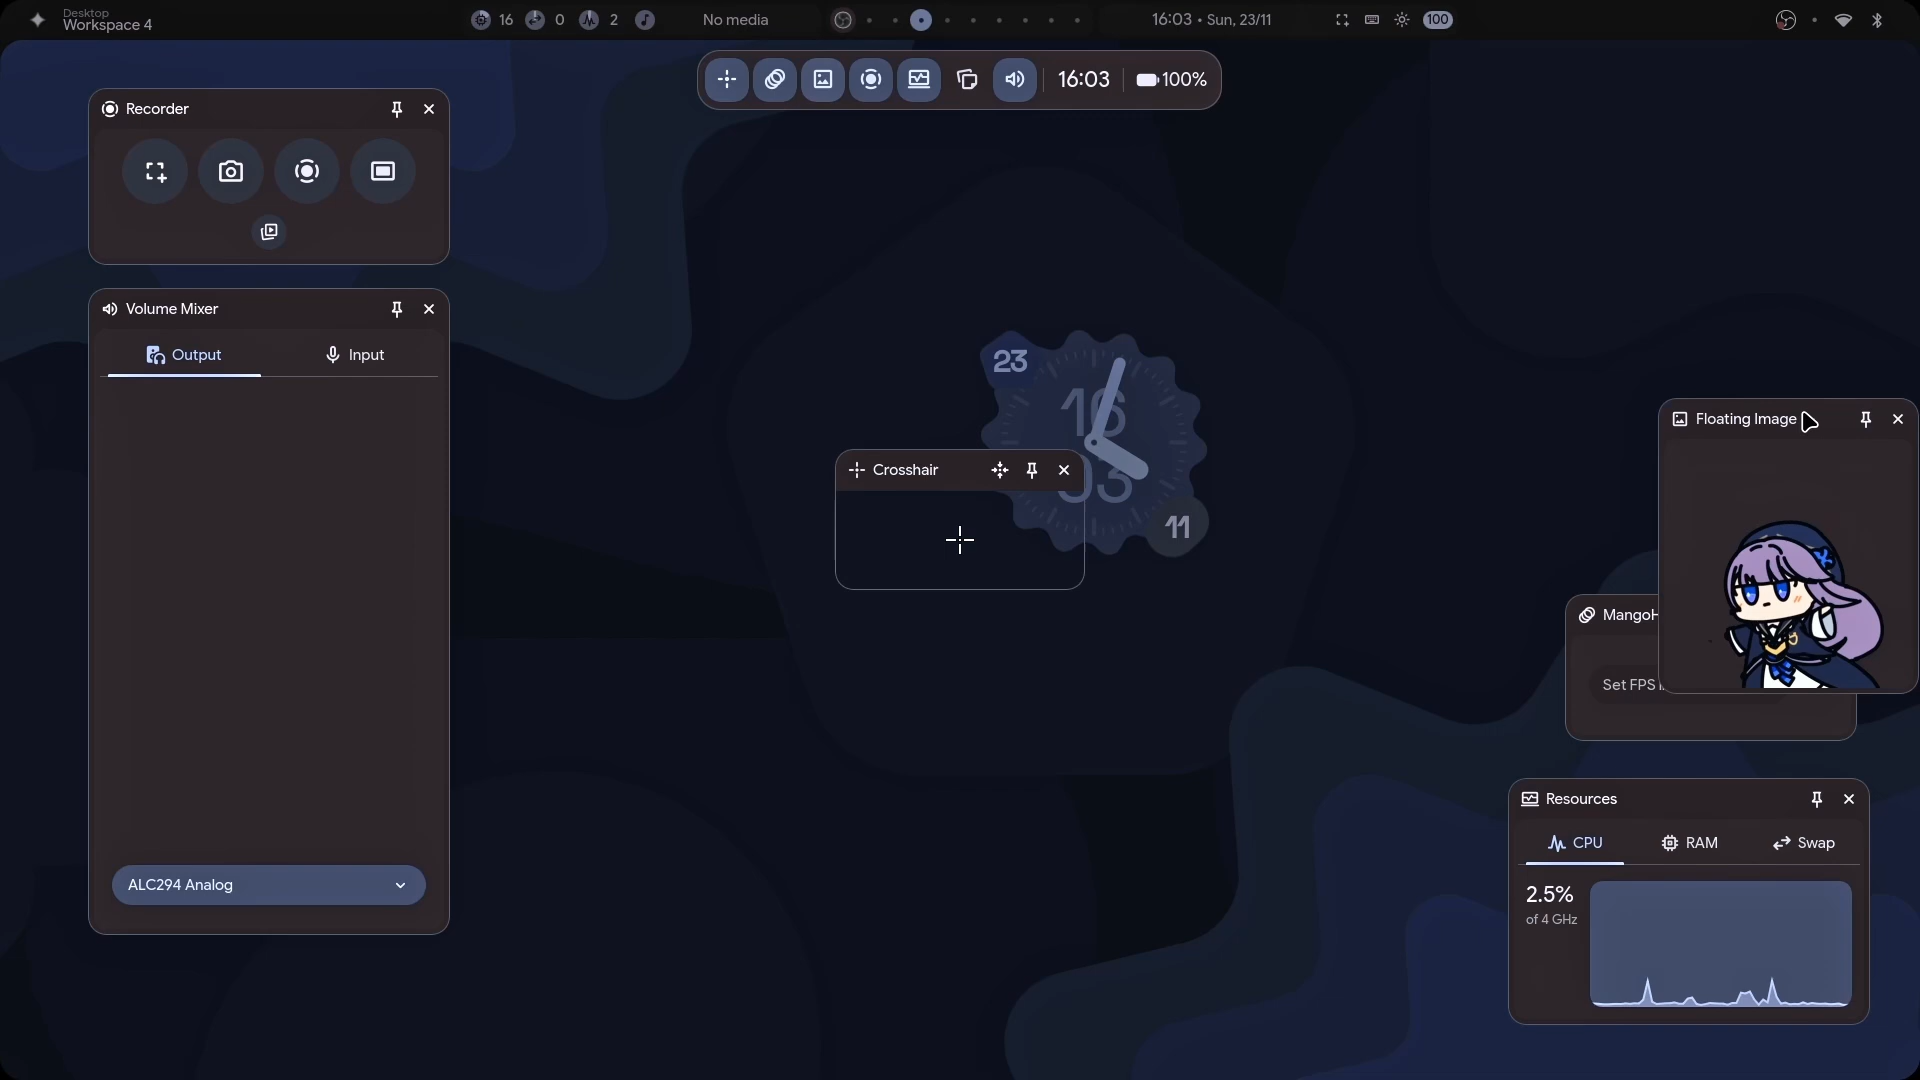 Desktop
Workspace 4
16
0
2
No media
16:03 • Sun, 23/11
100
16:03
100%
Recorder
Volume Mixer
Output
Input
ALC294 Analog
23
16
03
11
Crosshair
Floating Image
MangoH
Set FPS
Resources
CPU
RAM
Swap
2.5%
of 4 GHz